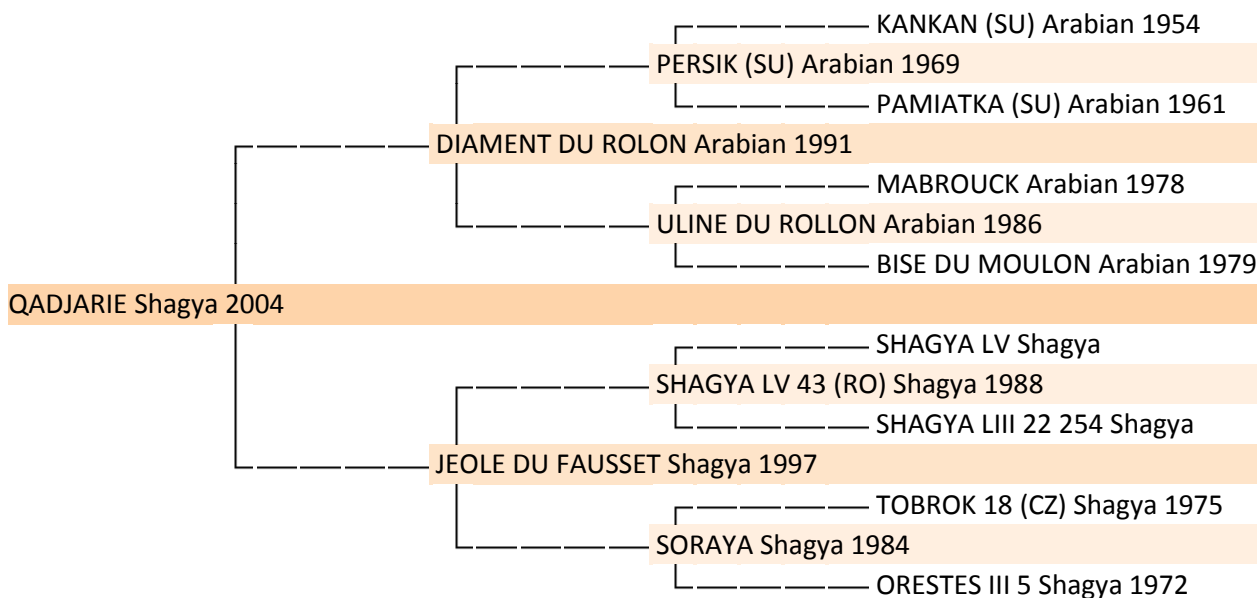 KANKAN (SU) Arabian 1954
PERSIK (SU) Arabian 1969
PAMIATKA (SU) Arabian 1961
DIAMENT DU ROLON Arabian 1991
MABROUCK Arabian 1978
ULINE DU ROLLON Arabian 1986
BISE DU MOULON Arabian 1979
QADJARIE Shagya 2004
SHAGYA LV Shagya
SHAGYA LV 43 (RO) Shagya 1988
SHAGYA LIII 22 254 Shagya
JEOLE DU FAUSSET Shagya 1997
TOBROK 18 (CZ) Shagya 1975
SORAYA Shagya 1984
ORESTES III 5 Shagya 1972